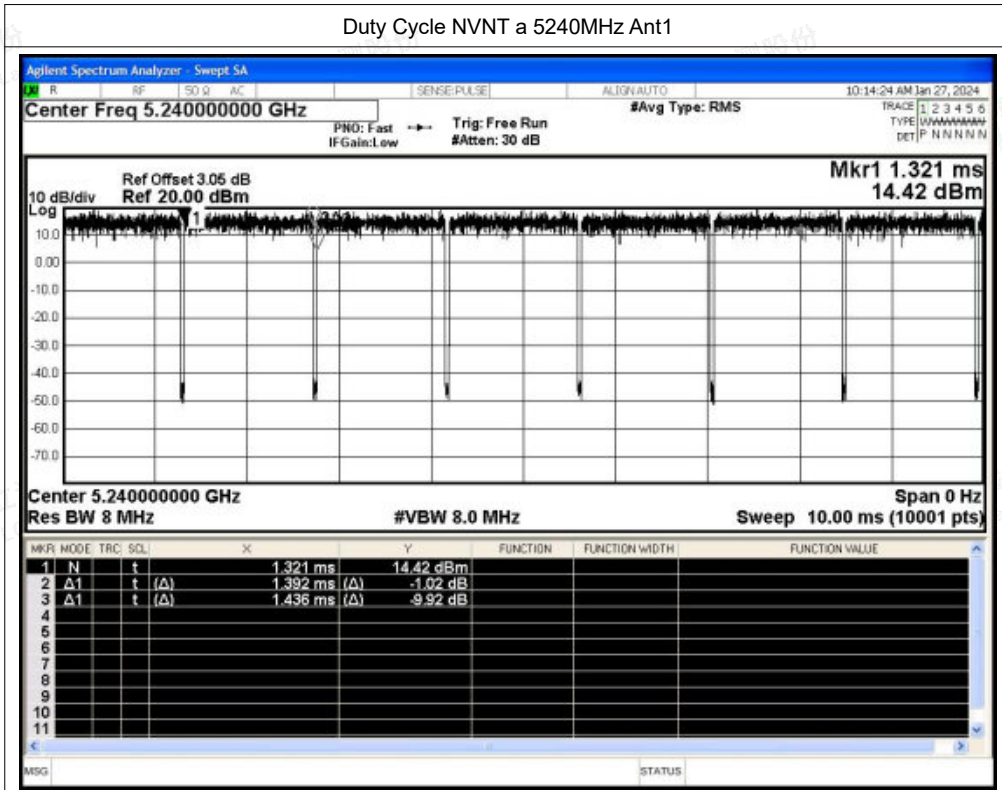 Duty Cycle NVNT a 5240MHz Ant1
Agilent Spectrum Analyzer - Swept SA
R RF 50 Ω AC SENSE:PULSE ALIGN AUTO 10:14:24 AM Jan 27, 2024
Center Freq 5.240000000 GHz #Avg Type: RMS TRACE 1 2 3 4 5 6
PNO: Fast Trig: Free Run TYPE
IFGain:Low #Atten: 30 dB DET P N N N N N
Mkr1 1.321 ms
14.42 dBm
Ref Offset 3.05 dB
10 dB/div Ref 20.00 dBm
Log
1
10.0
0.00
-10.0
-20.0
-30.0
-40.0
-50.0
-60.0
-70.0
Center 5.240000000 GHz Span 0 Hz
Res BW 8 MHz #VBW 8.0 MHz Sweep 10.00 ms (10001 pts)
MKR MODE TRC SCL X Y FUNCTION FUNCTION WIDTH FUNCTION VALUE
1 N t 1.321 ms 14.42 dBm
2 Δ1 t (Δ) 1.392 ms (Δ) -1.02 dB
3 Δ1 t (Δ) 1.436 ms (Δ) -9.92 dB
4
5
6
7
8
9
10
11
MSG STATUS